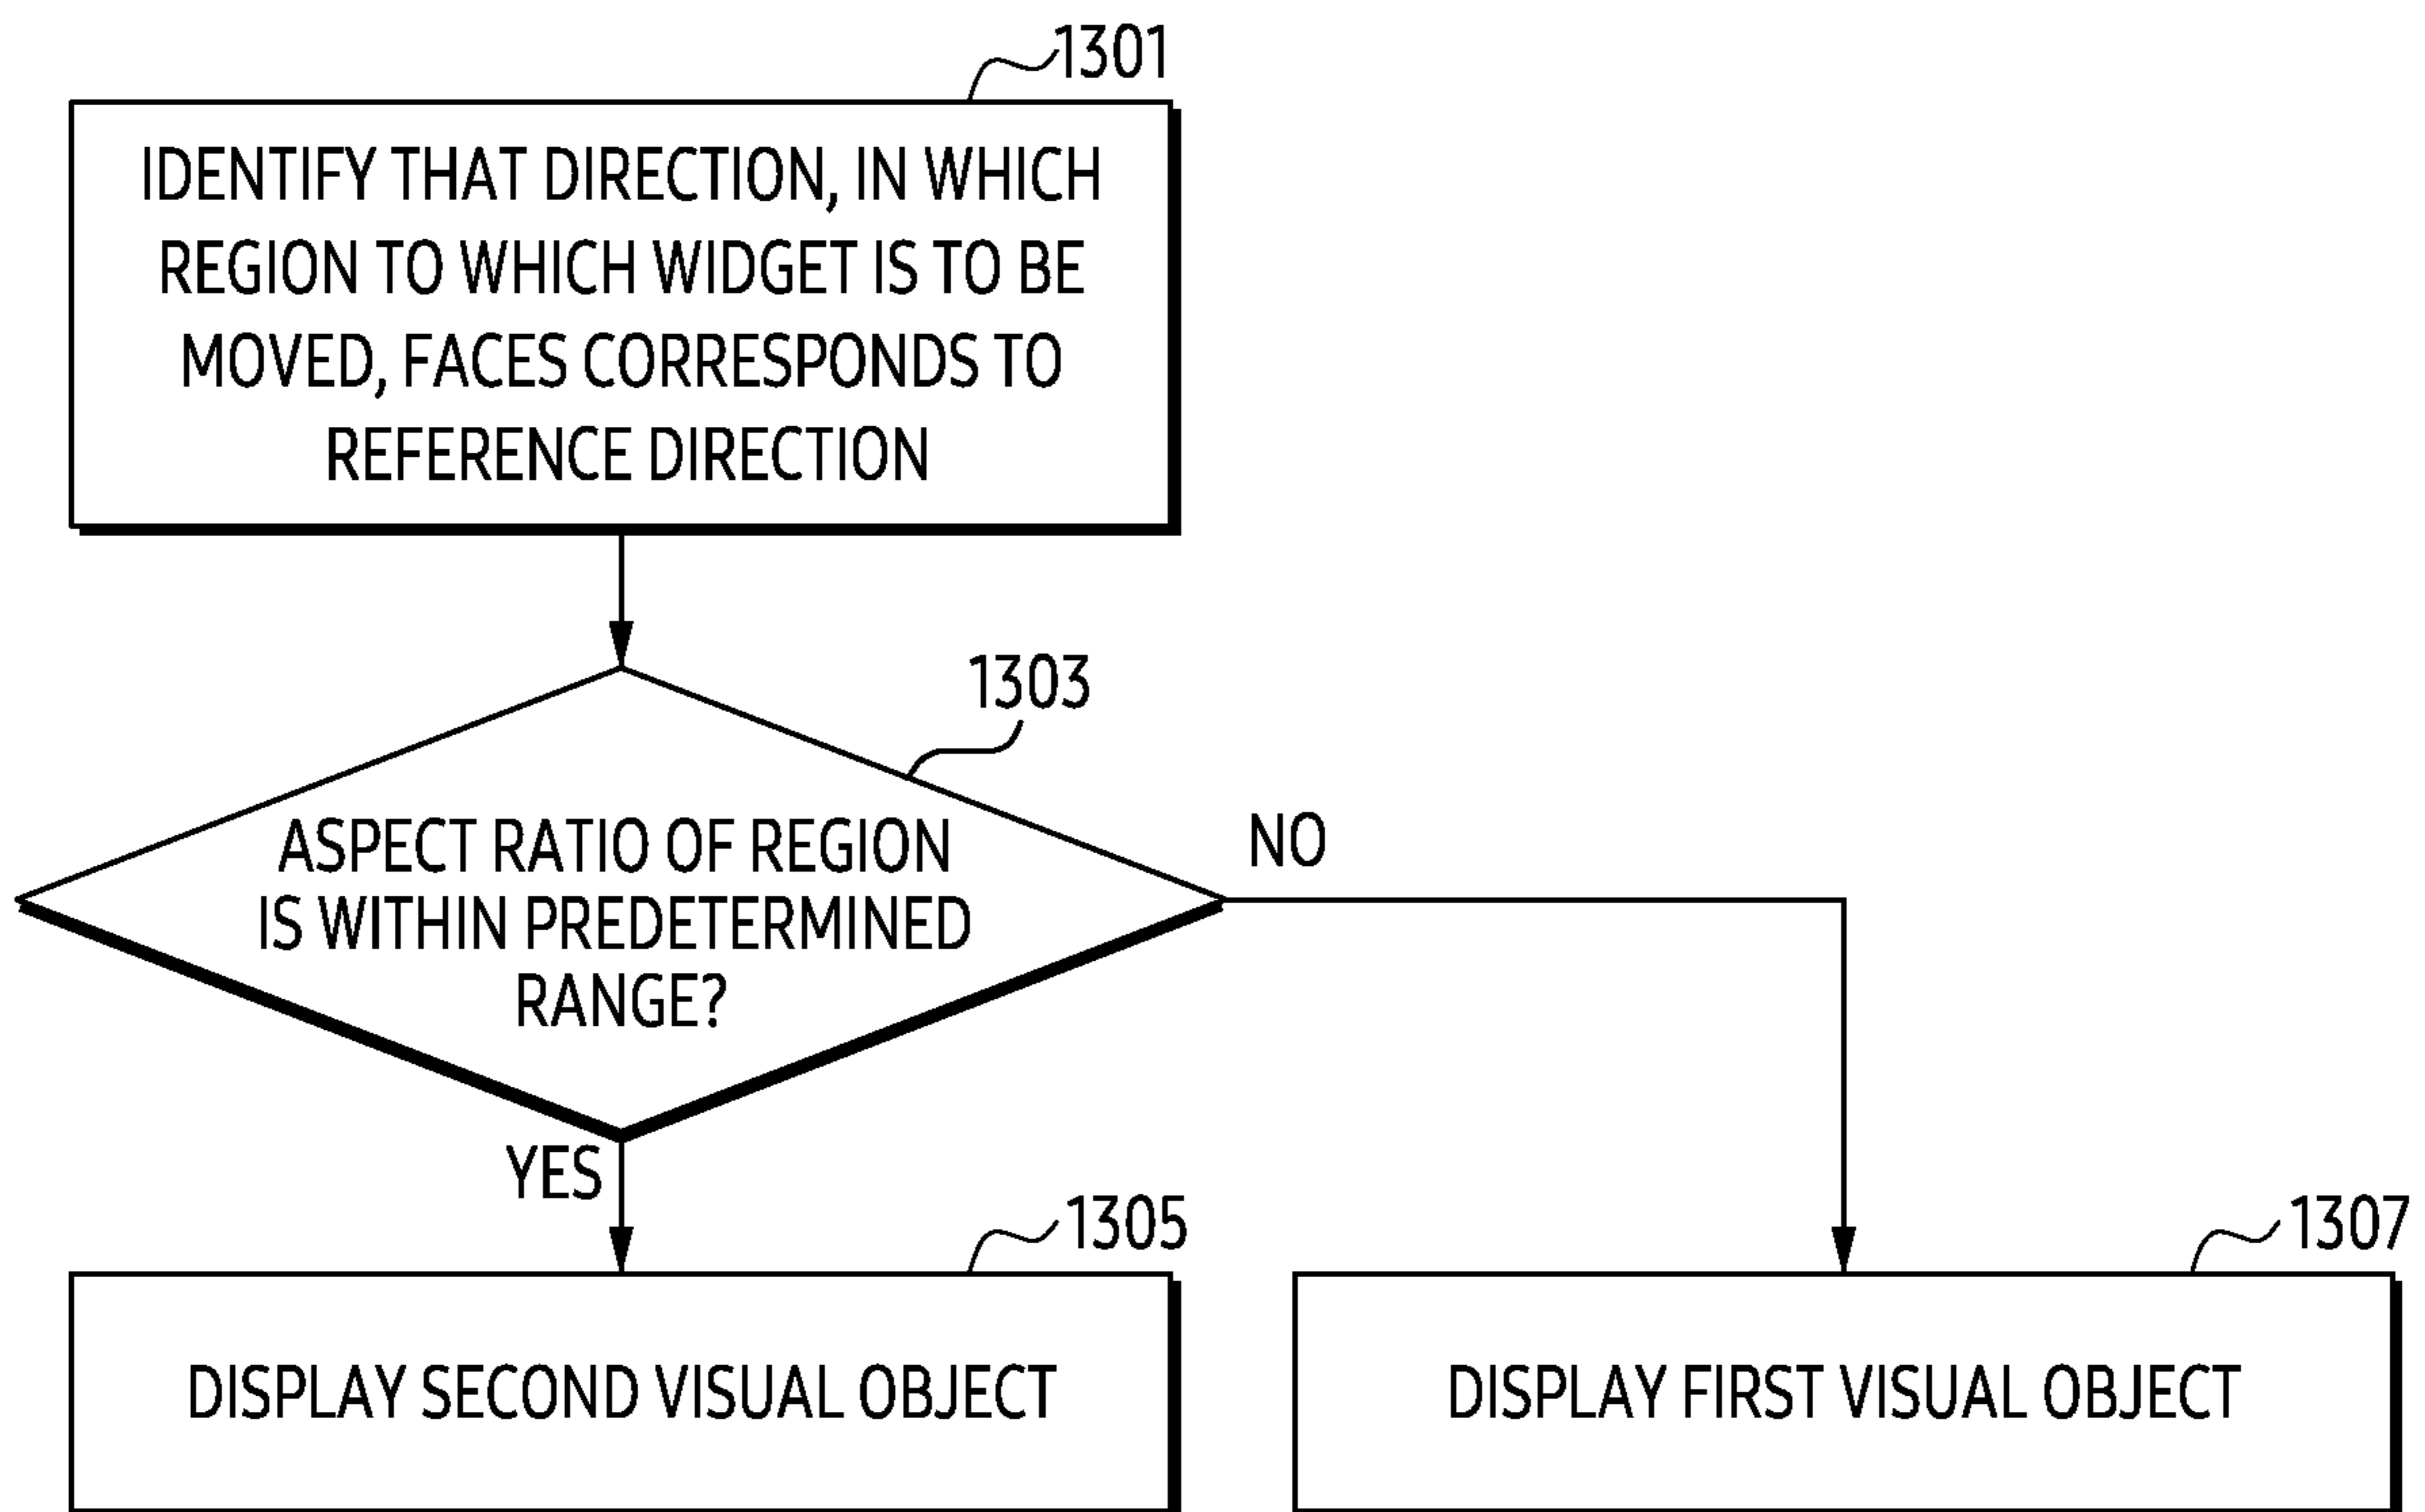 1301
IDENTIFY THAT DIRECTION, IN WHICH
REGION TO WHICH WIDGET IS TO BE
MOVED, FACES CORRESPONDS TO
REFERENCE DIRECTION
1303
ASPECT RATIO OF REGION
IS WITHIN PREDETERMINED
RANGE?
NO
YES
1305
DISPLAY SECOND VISUAL OBJECT
1307
DISPLAY FIRST VISUAL OBJECT